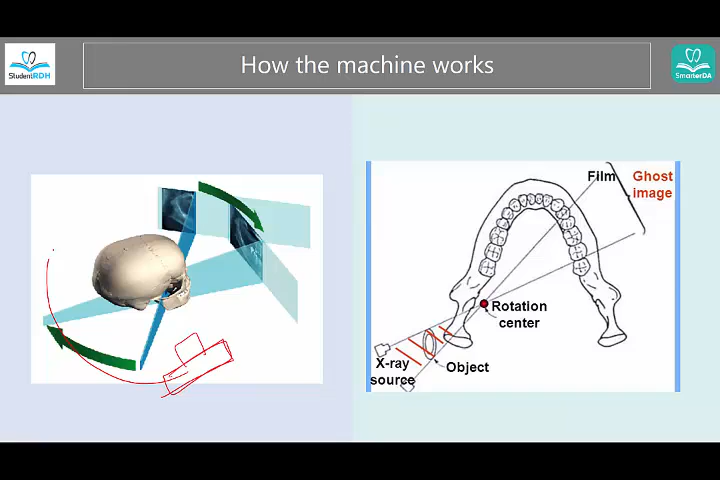 How the machine works
StudentRDH
SmarterDA
Film
Ghost
image
Rotation
center
X-ray
source
Object